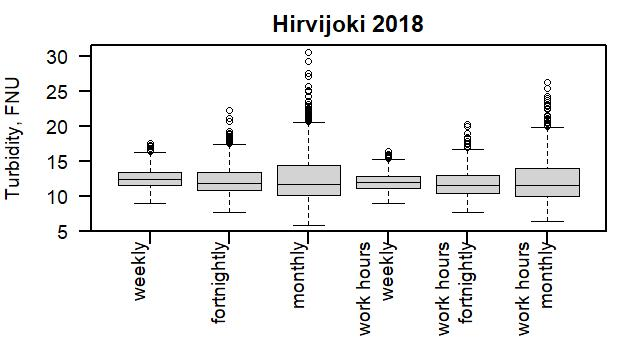 Hirvijoki 2018
Turbidity, FNU
30
25
20
15
10
5
weekly
fortnightly
monthly
work hours
weekly
work hours
fortnightly
work hours
monthly